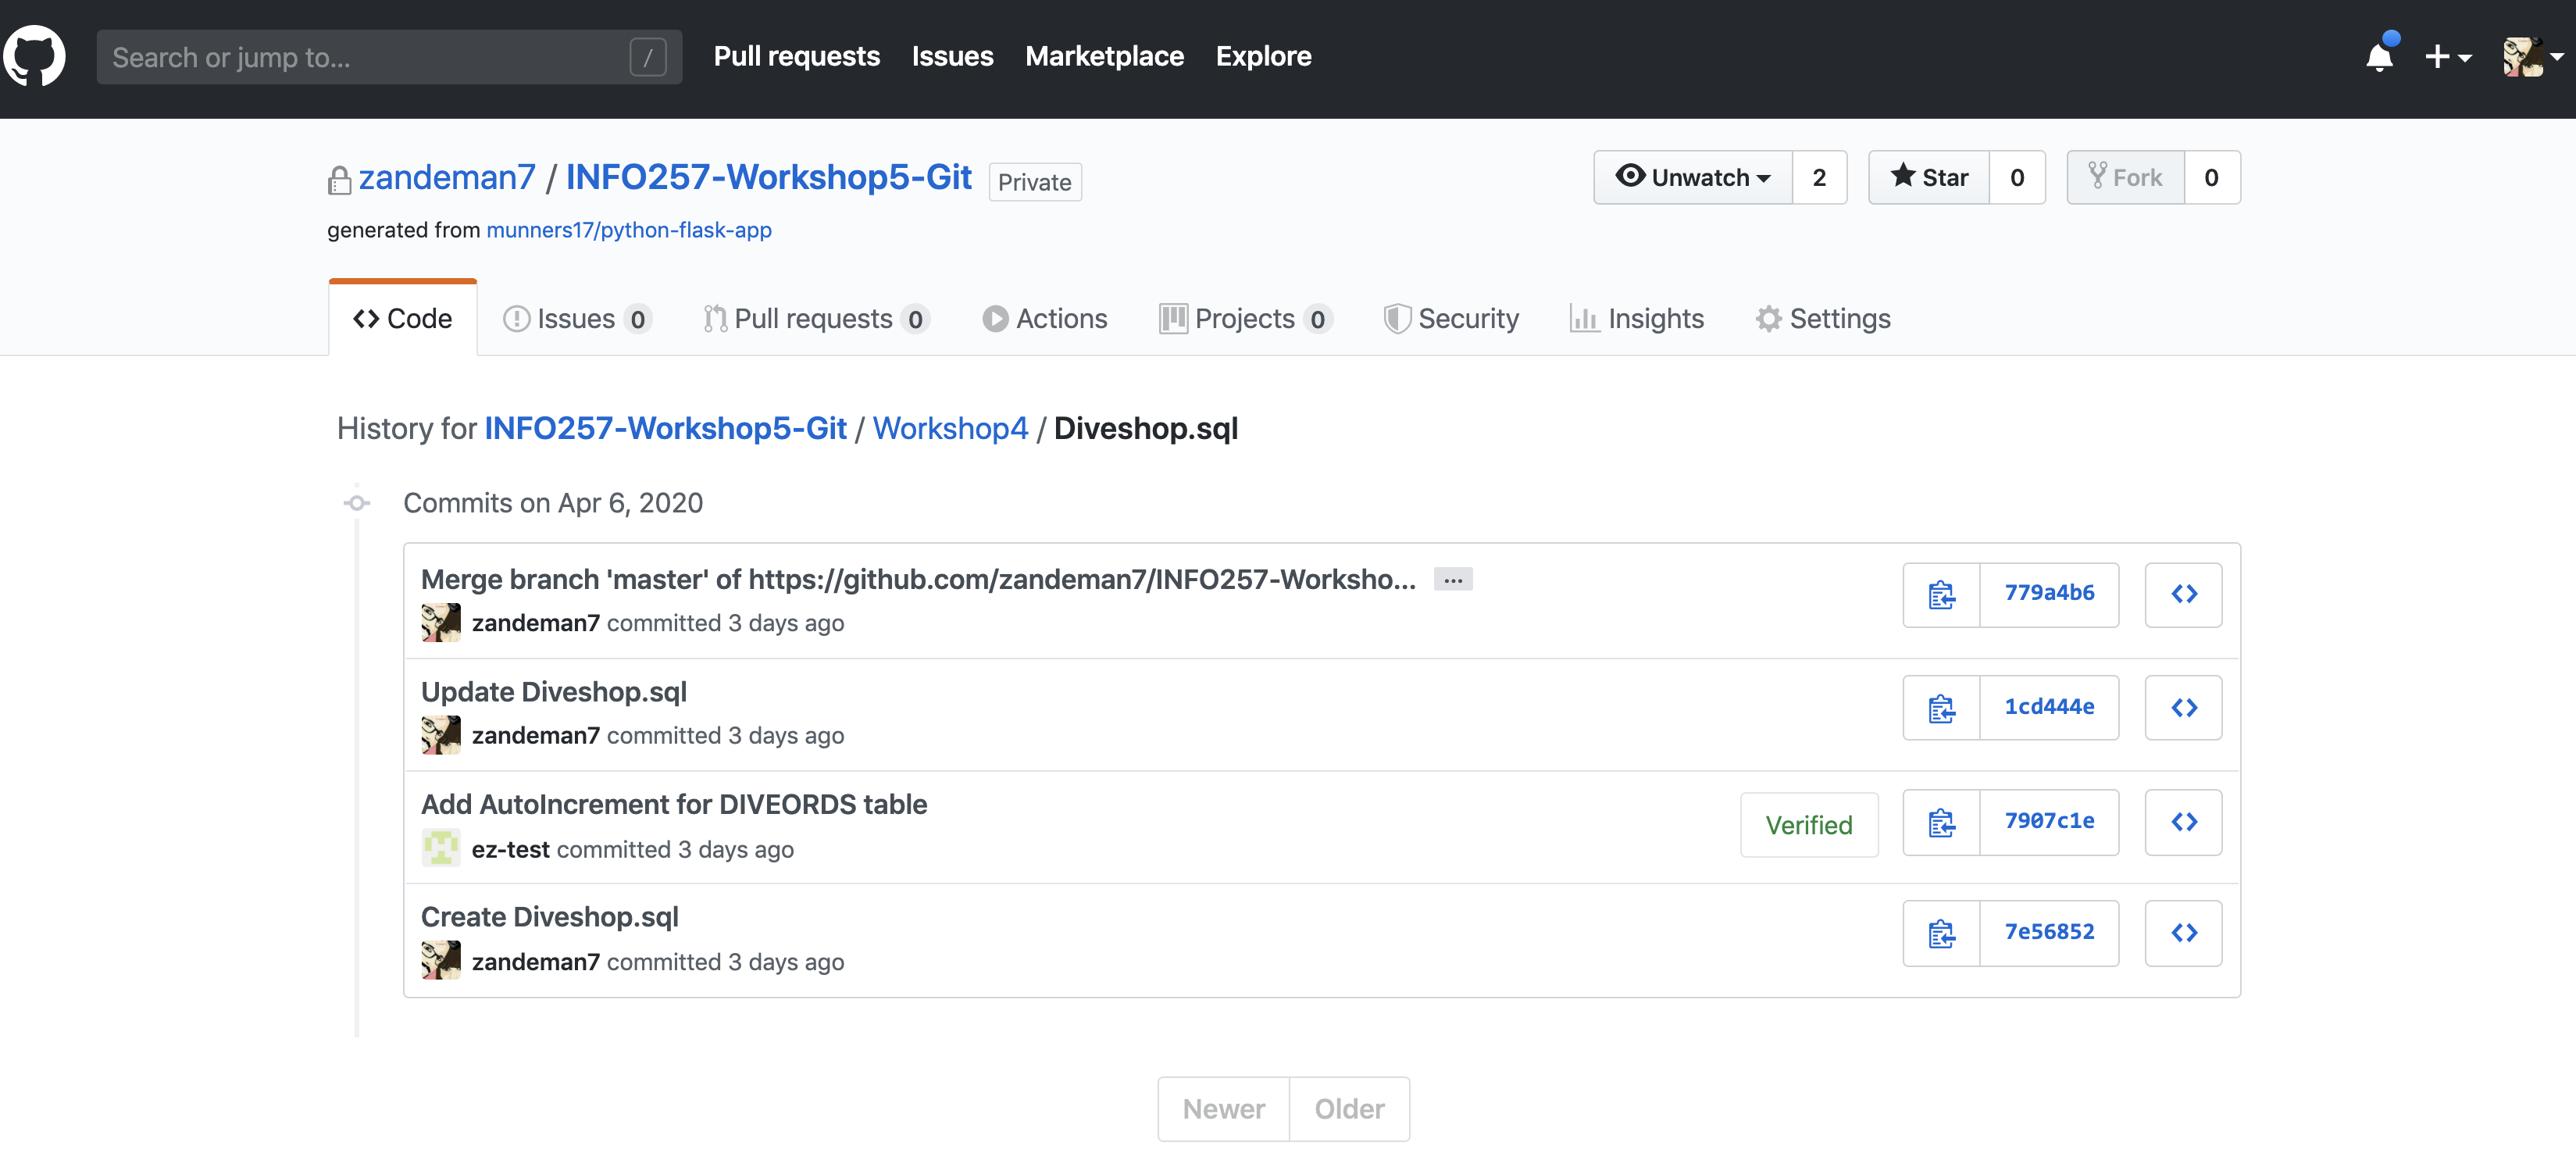 Search or jump to... / Pull requests Issues Marketplace Explore
zandeman7 / INFO257-Workshop5-Git Private Unwatch 2 Star 0 Fork 0
generated from munners17/python-flask-app
Code Issues 0 Pull requests 0 Actions Projects 0 Security Insights Settings
History for INFO257-Workshop5-Git / Workshop4 / Diveshop.sql
Commits on Apr 6, 2020
Merge branch 'master' of https://github.com/zandeman7/INFO257-Worksho... ...
779a4b6
zandeman7 committed 3 days ago
Update Diveshop.sql
1cd444e
zandeman7 committed 3 days ago
Add AutoIncrement for DIVEORDS table
Verified 7907c1e
ez-test committed 3 days ago
Create Diveshop.sql
7e56852
zandeman7 committed 3 days ago
Newer Older